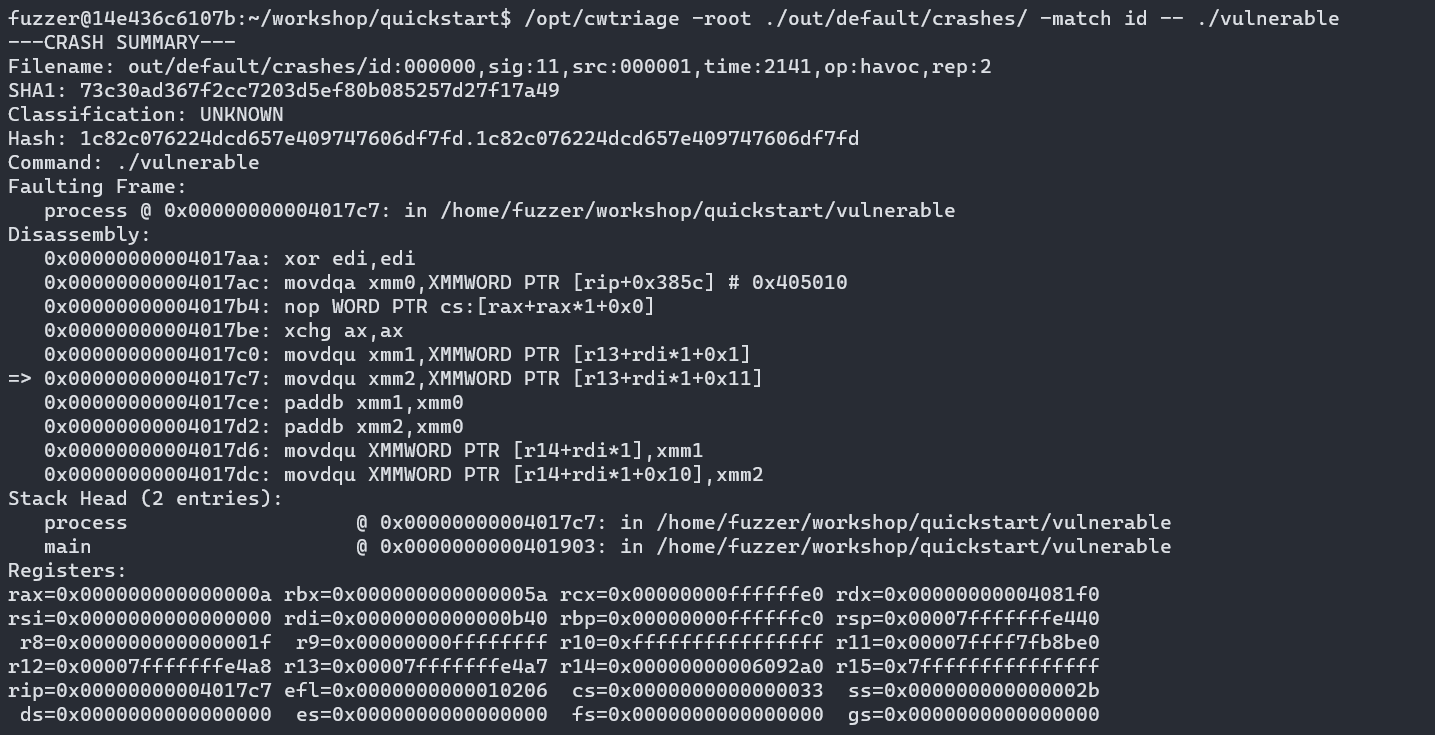 fuzzer@14e436c6107b:~/workshop/quickstart$ /opt/cwtriage -root ./out/default/crashes/ -match id -- ./vulnerable
---CRASH SUMMARY---
Filename: out/default/crashes/id:000000,sig:11,src:000001,time:2141,op:havoc,rep:2
SHA1: 73c30ad367f2cc7203d5ef80b085257d27f17a49
Classification: UNKNOWN
Hash: 1c82c076224dcd657e409747606df7fd.1c82c076224dcd657e409747606df7fd
Command: ./vulnerable
Faulting Frame:
   process @ 0x00000000004017c7: in /home/fuzzer/workshop/quickstart/vulnerable
Disassembly:
   0x00000000004017aa: xor edi,edi
   0x00000000004017ac: movdqa xmm0,XMMWORD PTR [rip+0x385c] # 0x405010
   0x00000000004017b4: nop WORD PTR cs:[rax+rax*1+0x0]
   0x00000000004017be: xchg ax,ax
   0x00000000004017c0: movdqu xmm1,XMMWORD PTR [r13+rdi*1+0x1]
=> 0x00000000004017c7: movdqu xmm2,XMMWORD PTR [r13+rdi*1+0x11]
   0x00000000004017ce: paddb xmm1,xmm0
   0x00000000004017d2: paddb xmm2,xmm0
   0x00000000004017d6: movdqu XMMWORD PTR [r14+rdi*1],xmm1
   0x00000000004017dc: movdqu XMMWORD PTR [r14+rdi*1+0x10],xmm2
Stack Head (2 entries):
   process                   @ 0x00000000004017c7: in /home/fuzzer/workshop/quickstart/vulnerable
   main                      @ 0x0000000000401903: in /home/fuzzer/workshop/quickstart/vulnerable
Registers:
rax=0x000000000000000a rbx=0x000000000000005a rcx=0x00000000ffffffe0 rdx=0x00000000004081f0
rsi=0x0000000000000000 rdi=0x0000000000000b40 rbp=0x00000000ffffffc0 rsp=0x00007fffffffe440
 r8=0x000000000000001f  r9=0x00000000ffffffff r10=0xffffffffffffffff r11=0x00007ffff7fb8be0
r12=0x00007fffffffe4a8 r13=0x00007fffffffe4a7 r14=0x00000000006092a0 r15=0x7fffffffffffffff
rip=0x00000000004017c7 efl=0x0000000000010206  cs=0x0000000000000033  ss=0x000000000000002b
 ds=0x0000000000000000  es=0x0000000000000000  fs=0x0000000000000000  gs=0x0000000000000000